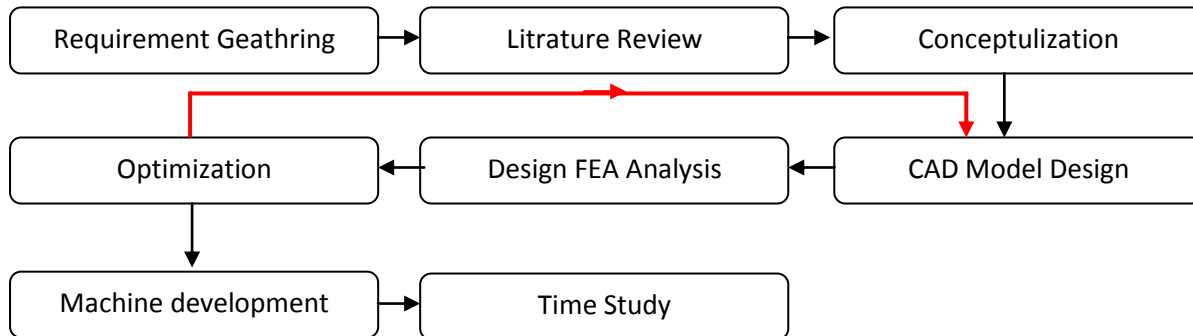 Requirement Geathring
Litrature Review
Conceptulization
Optimization
Design FEA Analysis
CAD Model Design
Machine development
Time Study